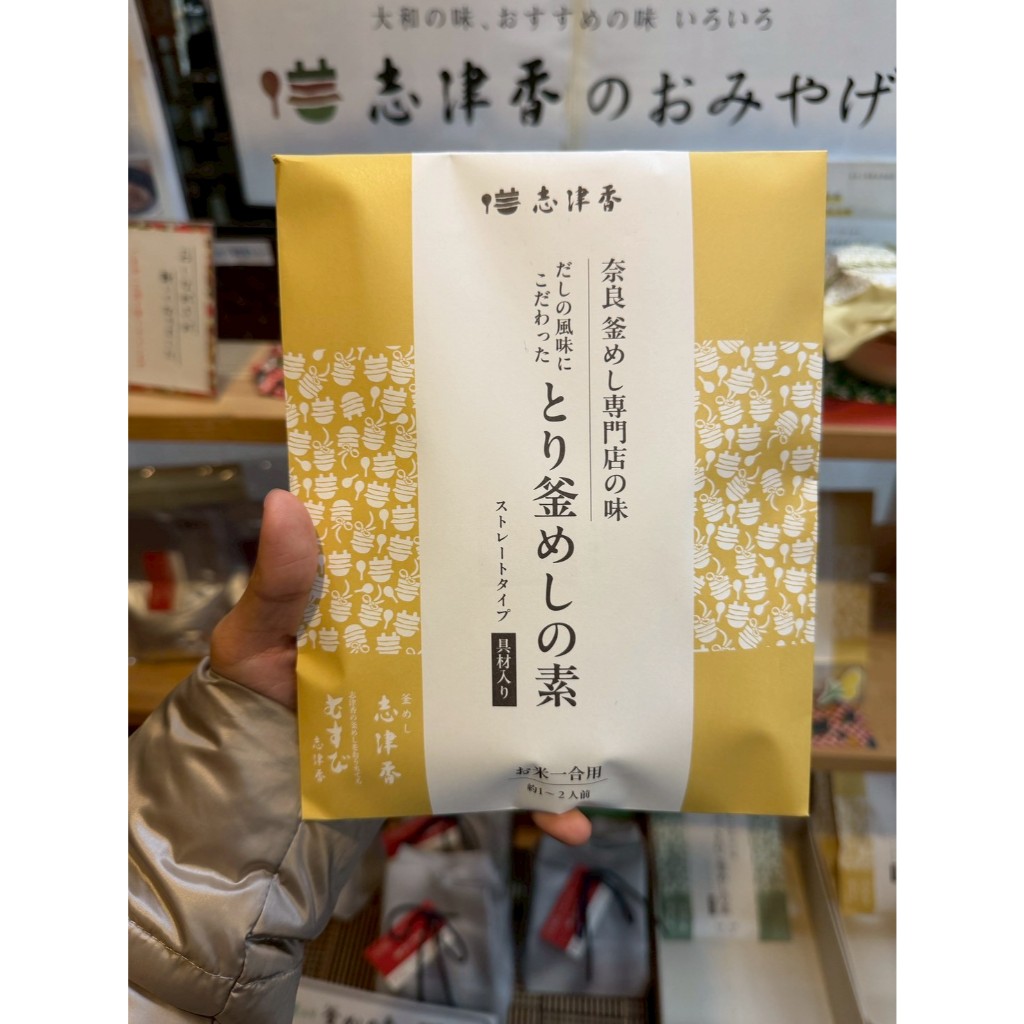 大和の味、おすすめの味 いろいろ
志津香のおみやげ
志津香
奈良 釜めし専門店の味
だしの風味に
こだわった
とり釜めしの素
ストレートタイプ
具材入り
お米一合用
約1~2人前
釜めし
志津香
むすび
志津香